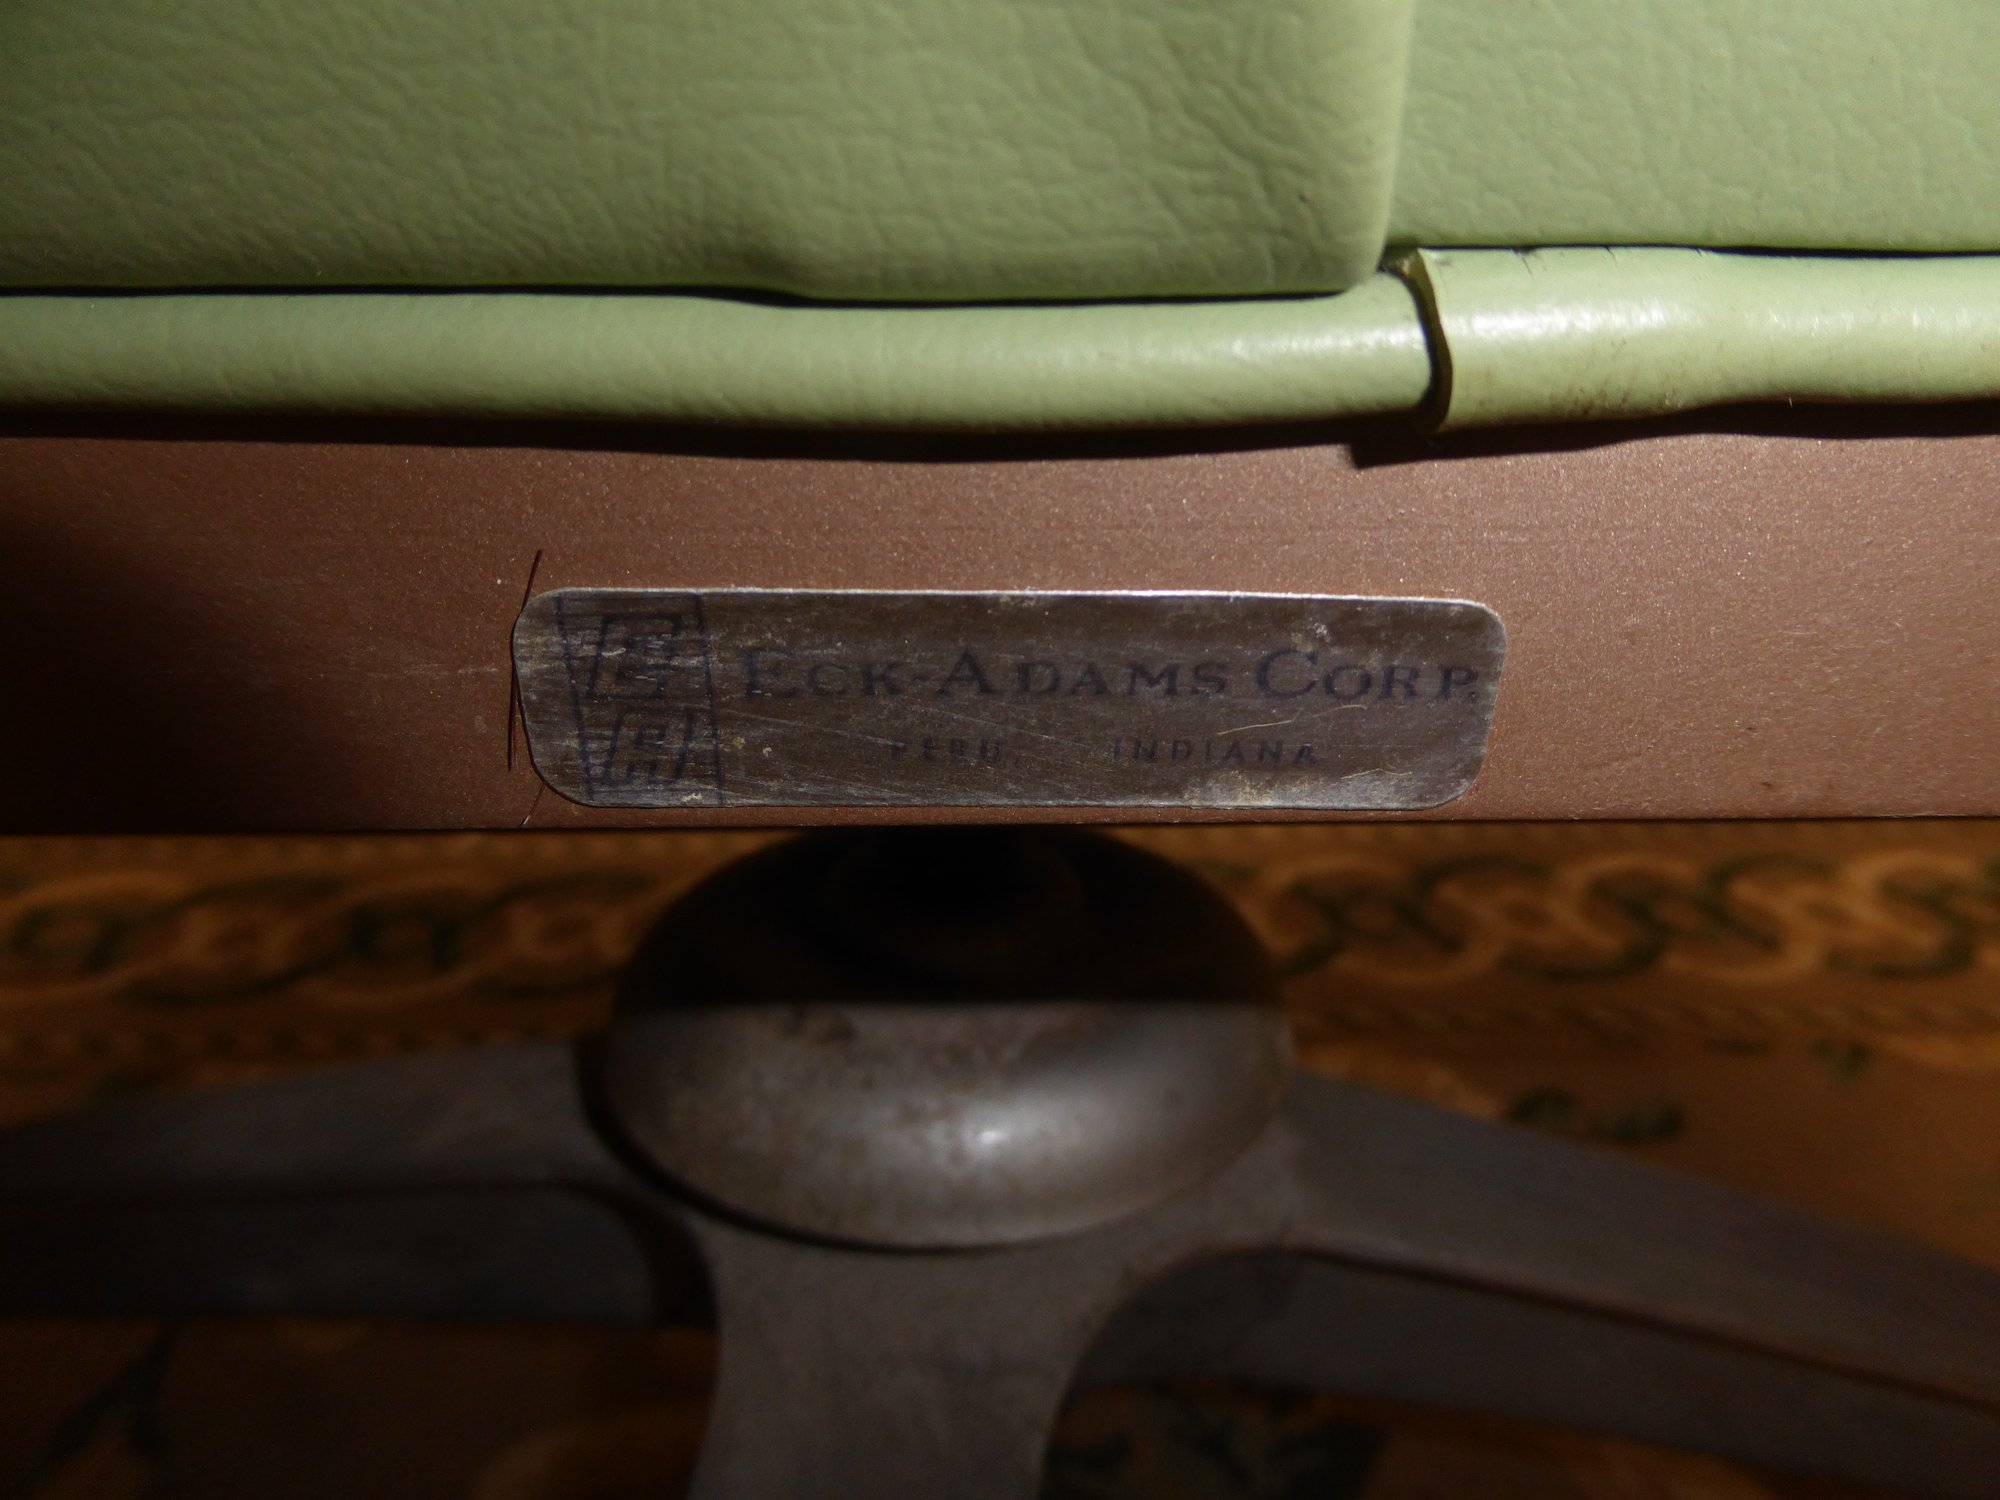 E ECK-ADAMS CORP.
A PERU, INDIANA